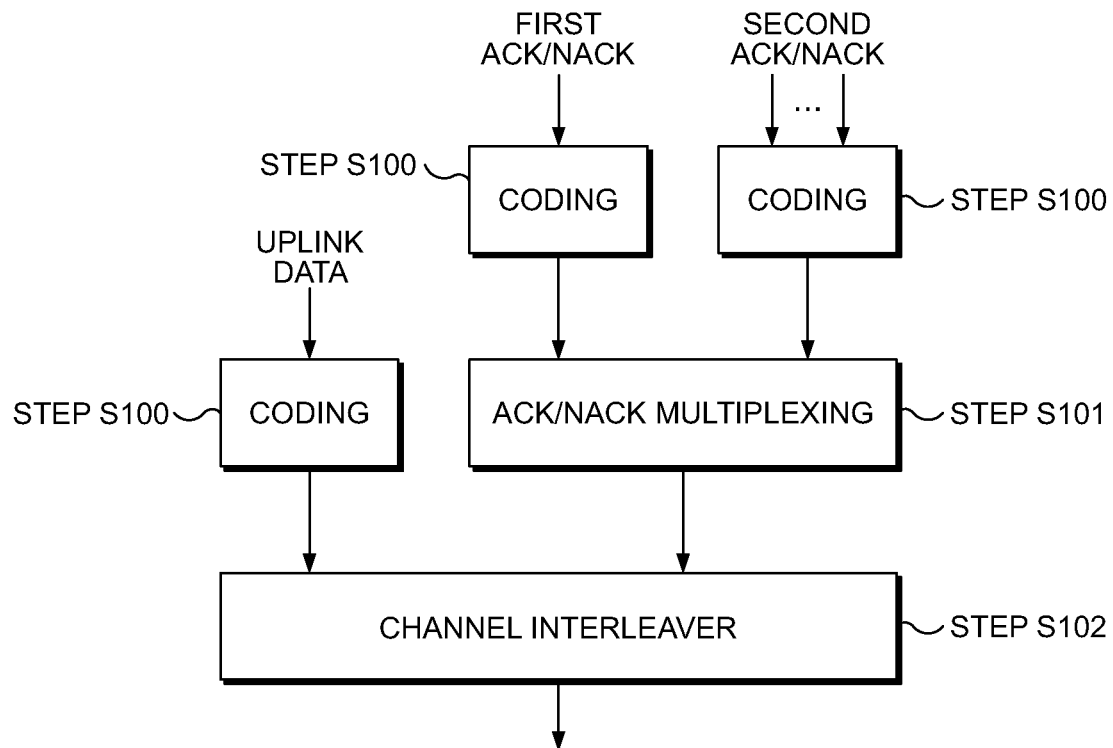 FIRST
ACK/NACK
SECOND
ACK/NACK
...
STEP S100
CODING
CODING
STEP S100
UPLINK
DATA
STEP S100
CODING
ACK/NACK MULTIPLEXING
STEP S101
CHANNEL INTERLEAVER
STEP S102